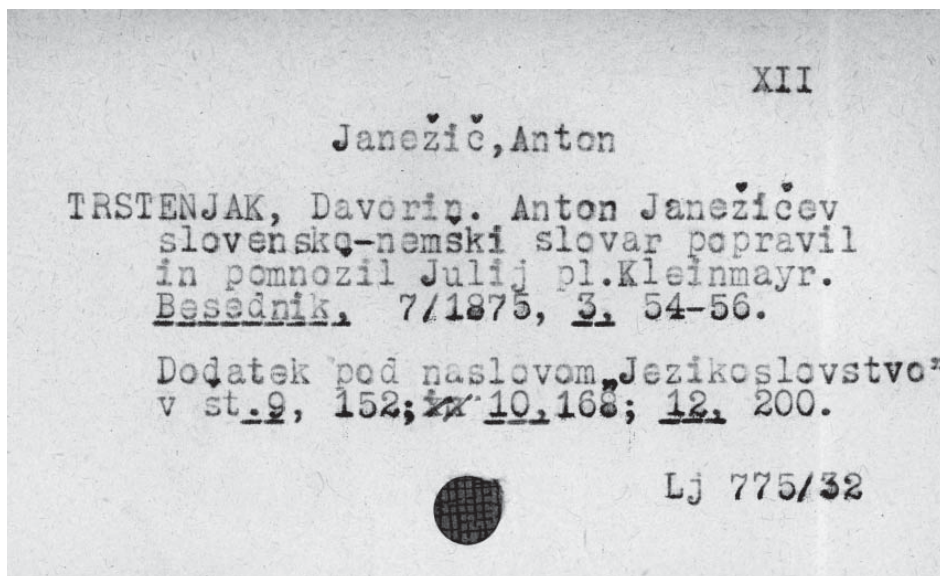 XII
Janežič,Anton
TRSTENJAK, Davorin. Anton Janežičev
slovensko-nemški slovar popravil
in pomnožil Julij pl.Kleinmayr.
Besednik, 7/1875, 3, 54-56.
Dodatek pod naslovom „Jezikoslovstvo"
v st.9, 152; 10,168; 12, 200.
Lj 775/32